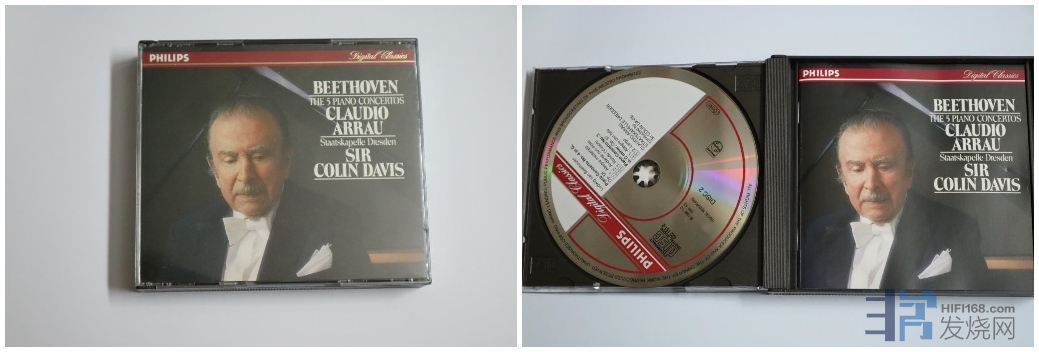 PHILIPS
Digital Classics
BEETHOVEN
THE 5 PIANO CONCERTOS
CLAUDIO
ARRAU
Staatskapelle Dresden
SIR
COLIN DAVIS
PHILIPS
Digital Classics
DISC 2
PHILIPS
Digital Classics
BEETHOVEN
THE 5 PIANO CONCERTOS
CLAUDIO
ARRAU
Staatskapelle Dresden
SIR
COLIN DAVIS
HIFI168.com
发烧网